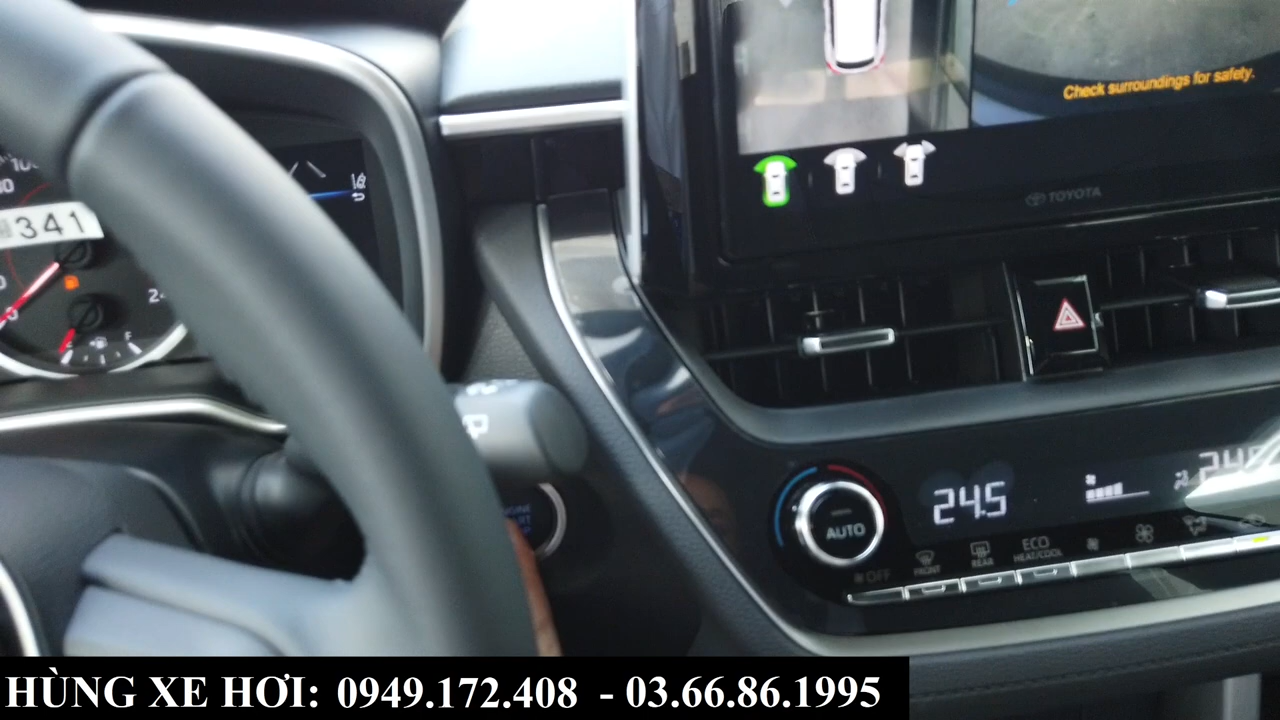 Check surroundings for safety.
TOYOTA
341
F
24.5
AUTO
OFF
FRONT
REAR
ECO
HEAT/COOL
HÙNG XE HƠI: 0949.172.408 - 03.66.86.1995